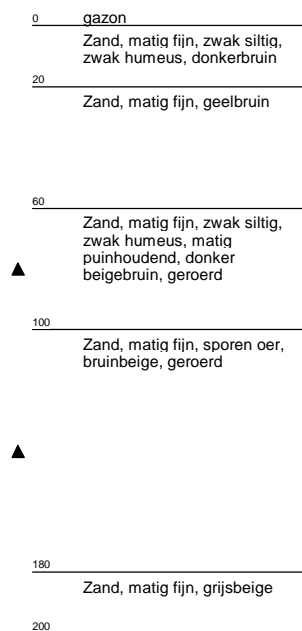 0 gazon
Zand, matig fijn, zwak siltig,
zwak humeus, donkerbruin
20
Zand, matig fijn, geelbruin
60
Zand, matig fijn, zwak siltig,
zwak humeus, matig
puinhoudend, donker
beigebruin, geroerd
100
Zand, matig fijn, sporen oer,
bruinbeige, geroerd
180
Zand, matig fijn, grijsbeige
200